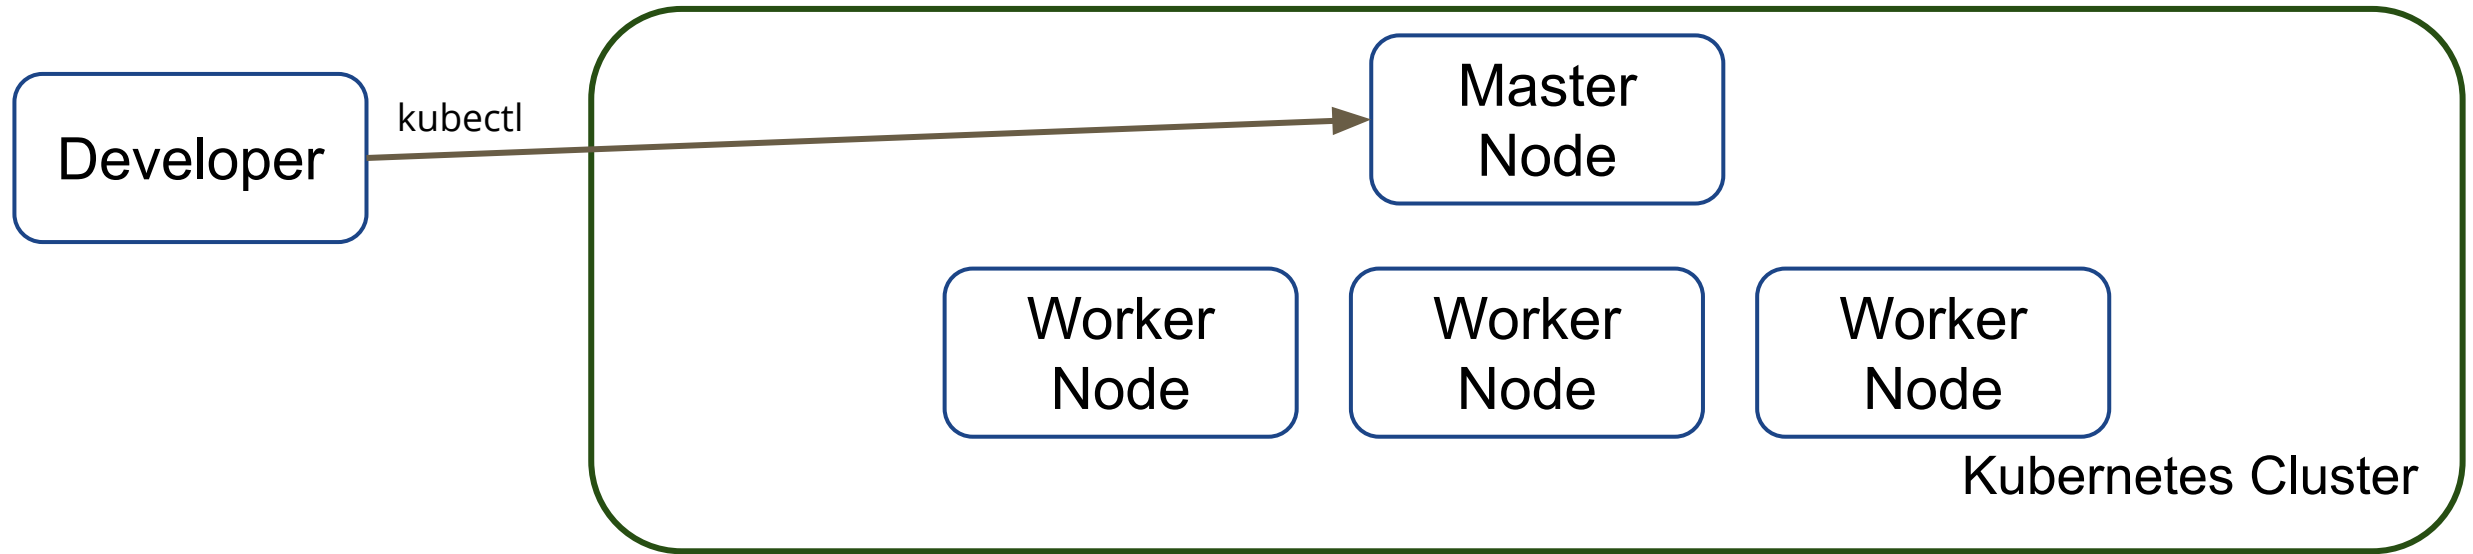 Developer
kubectl
Master
Node
Worker
Node
Worker
Node
Worker
Node
Kubernetes Cluster